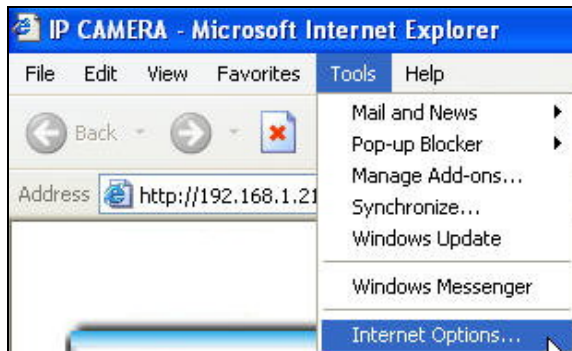 IP CAMERA - Microsoft Internet Explorer
File Edit View Favorites Tools Help
Back
Address http://192.168.1.21
Mail and News
Pop-up Blocker
Manage Add-ons...
Synchronize...
Windows Update
Windows Messenger
Internet Options...